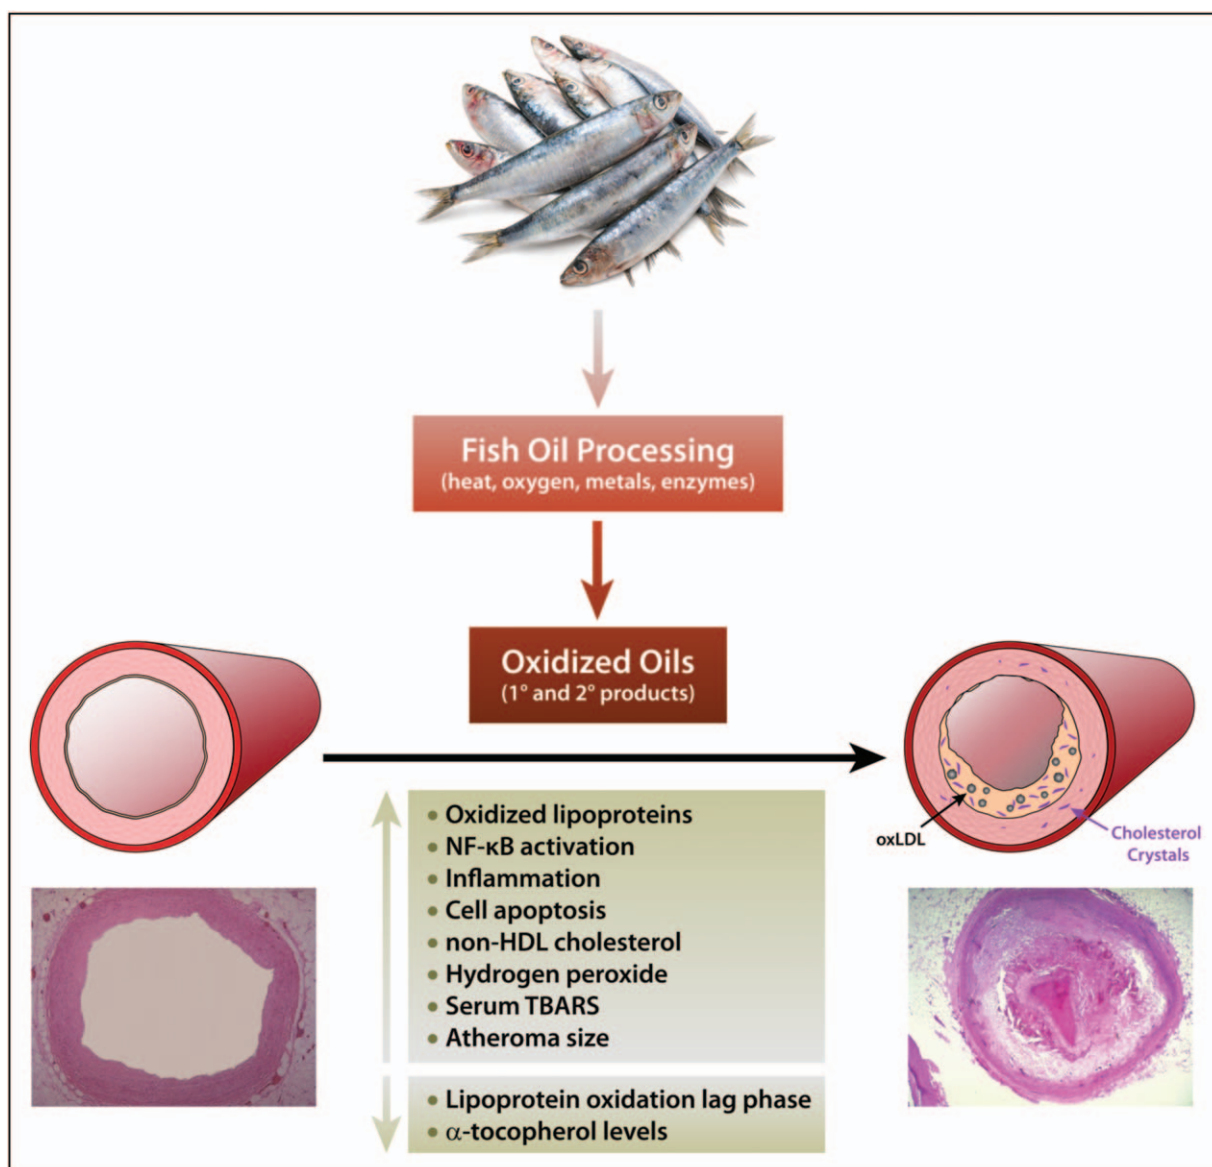 Fish Oil Processing
(heat, oxygen, metals, enzymes)
Oxidized Oils
(1° and 2° products)
oxLDL
Cholesterol
Crystals
• Oxidized lipoproteins
• NF-κB activation
• Inflammation
• Cell apoptosis
• non-HDL cholesterol
• Hydrogen peroxide
• Serum TBARS
• Atheroma size
• Lipoprotein oxidation lag phase
• α-tocopherol levels